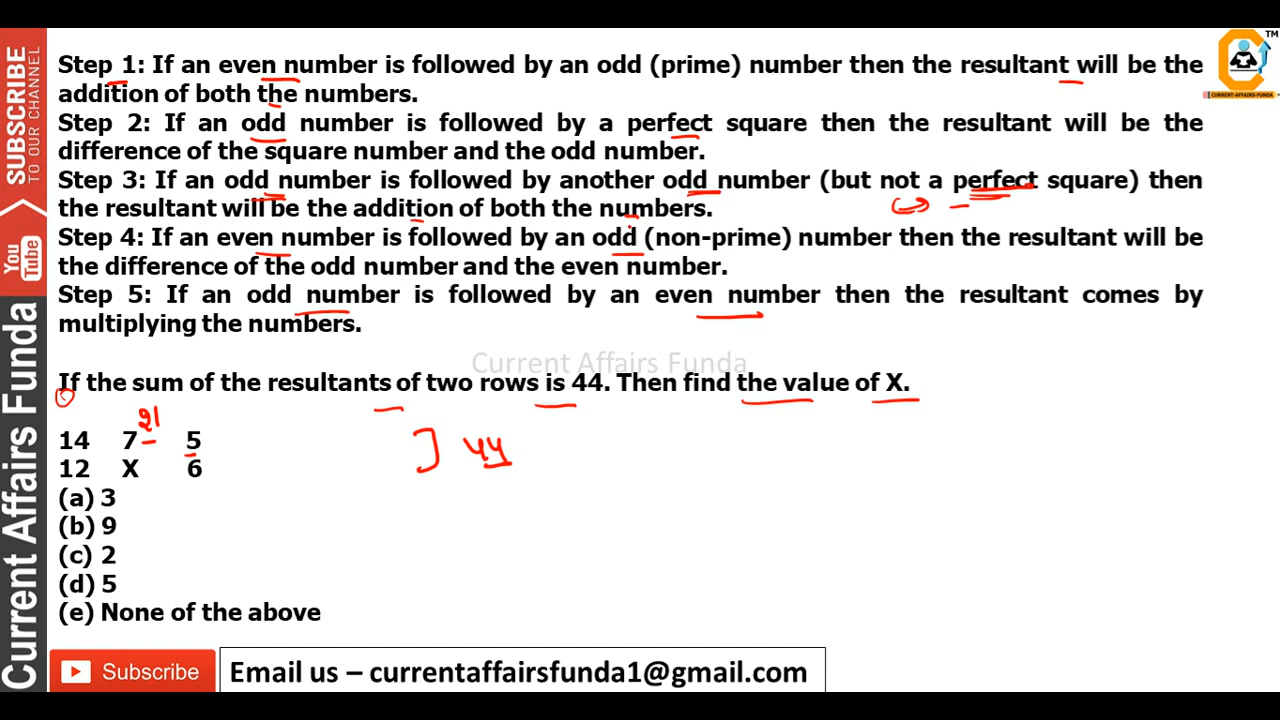 SUBSCRIBE
TO OUR CHANNEL
You
Tube
Current Affairs Funda
TM
CURRENT-AFFAIRS-FUNDA
Step 1: If an even number is followed by an odd (prime) number then the resultant will be the
addition of both the numbers.
Step 2: If an odd number is followed by a perfect square then the resultant will be the
difference of the square number and the odd number.
Step 3: If an odd number is followed by another odd number (but not a perfect square) then
the resultant will be the addition of both the numbers.
Step 4: If an even number is followed by an odd (non-prime) number then the resultant will be
the difference of the odd number and the even number.
Step 5: If an odd number is followed by an even number then the resultant comes by
multiplying the numbers.
Current Affairs Funda
If the sum of the resultants of two rows is 44. Then find the value of X.
21
14 7 5
44
12 X 6
(a) 3
(b) 9
(c) 2
(d) 5
(e) None of the above
Subscribe
Email us – currentaffairsfunda1@gmail.com